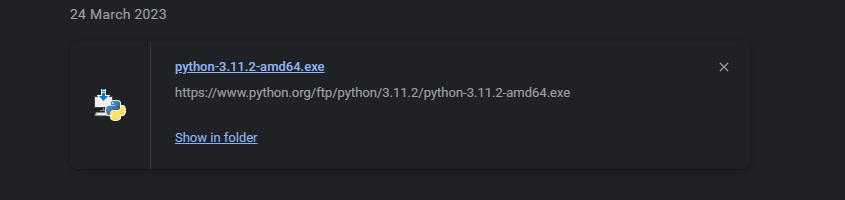 24 March 2023
python-3.11.2-amd64.exe
https://www.python.org/ftp/python/3.11.2/python-3.11.2-amd64.exe
Show in folder